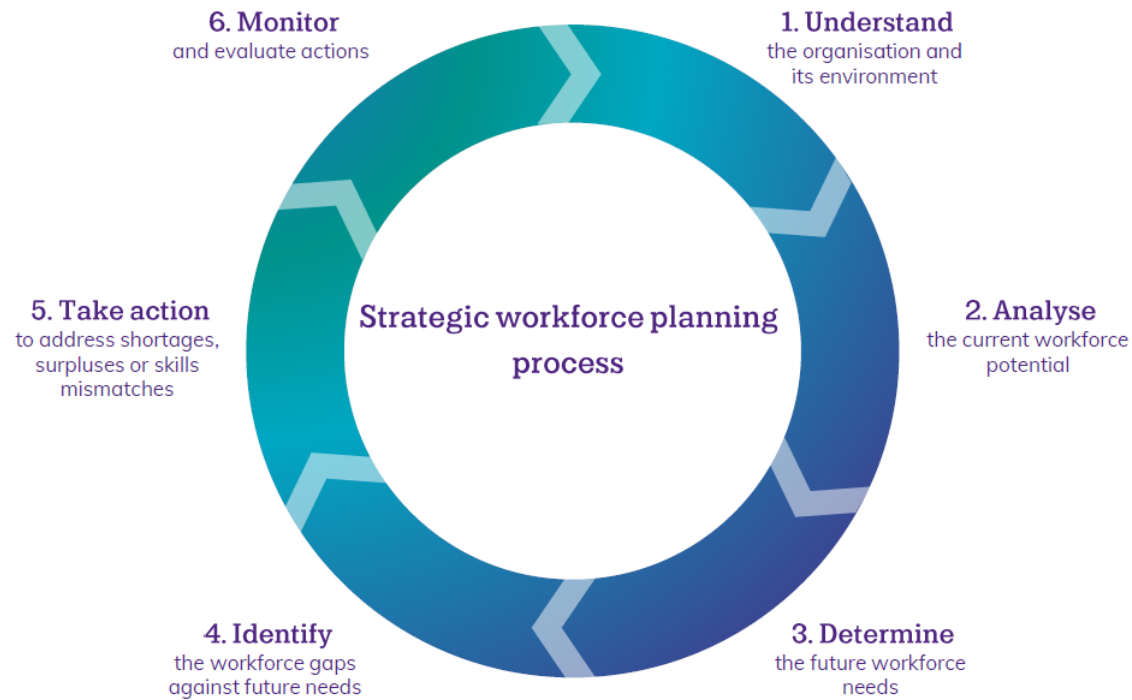 Strategic workforce planning
process
1. Understand
the organisation and
its environment
2. Analyse
the current workforce
potential
3. Determine
the future workforce
needs
4. Identify
the workforce gaps
against future needs
5. Take action
to address shortages,
surpluses or skills
mismatches
6. Monitor
and evaluate actions